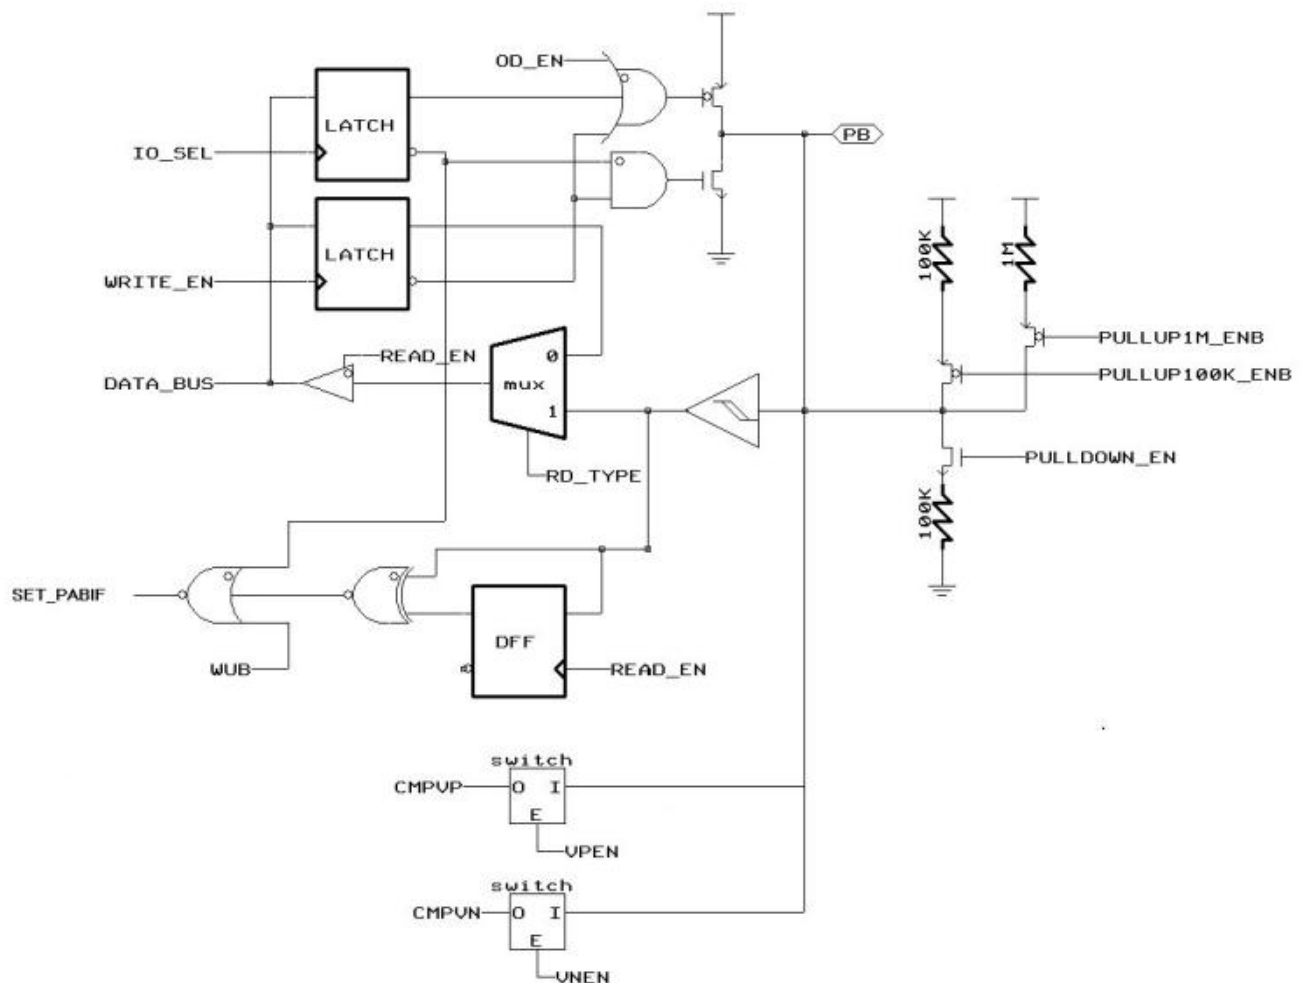 OD_EN
LATCH
PB
IO_SEL
100K
1M
LATCH
WRITE_EN
PULLUP1M_ENB
READ_EN
0
DATA_BUS
mux
PULLUP100K_ENB
1
PULLDOWN_EN
RD_TYPE
100K
SET_PABIF
DFF
WUB
READ_EN
Q
switch
CMPVP
O I
E
VPEN
switch
CMPVN
O I
E
VNEN